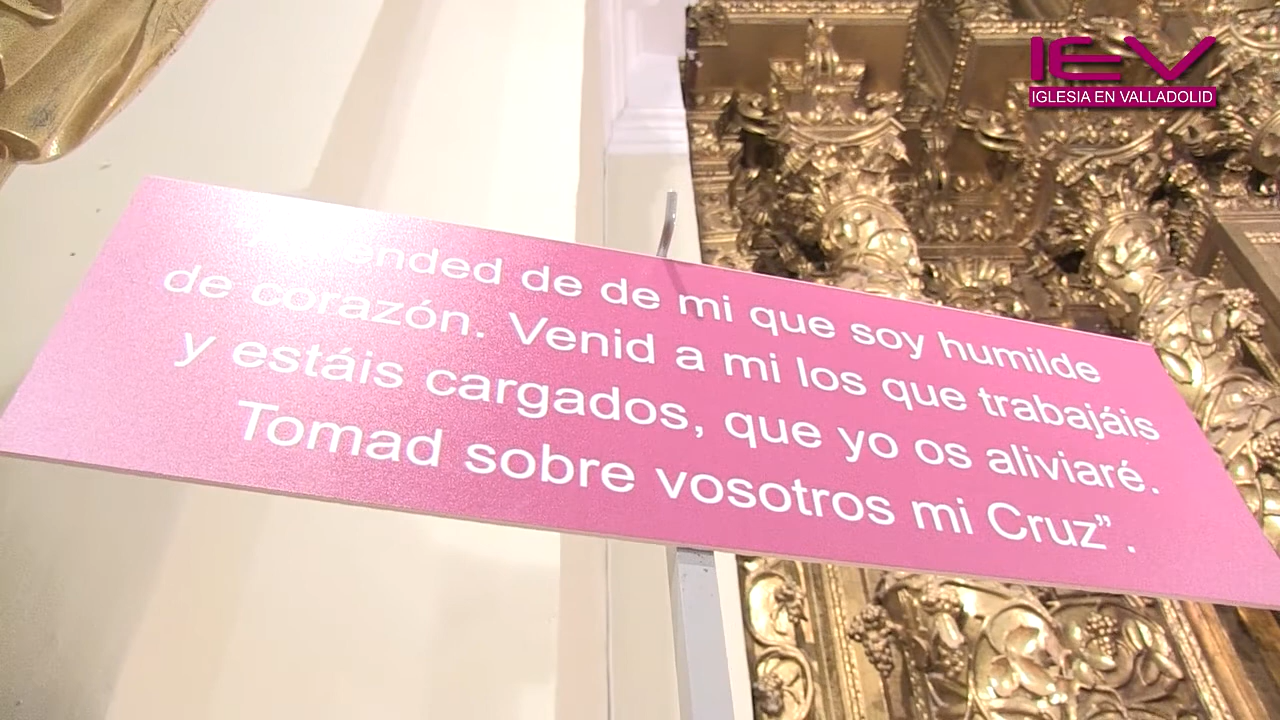 IEV
IGLESIA EN VALLADOLID
de de mi que soy humilde
de corazón. Venid a mi los que trabajáis
y estáis cargados, que yo os aliviaré.
Tomad sobre vosotros mi Cruz”.